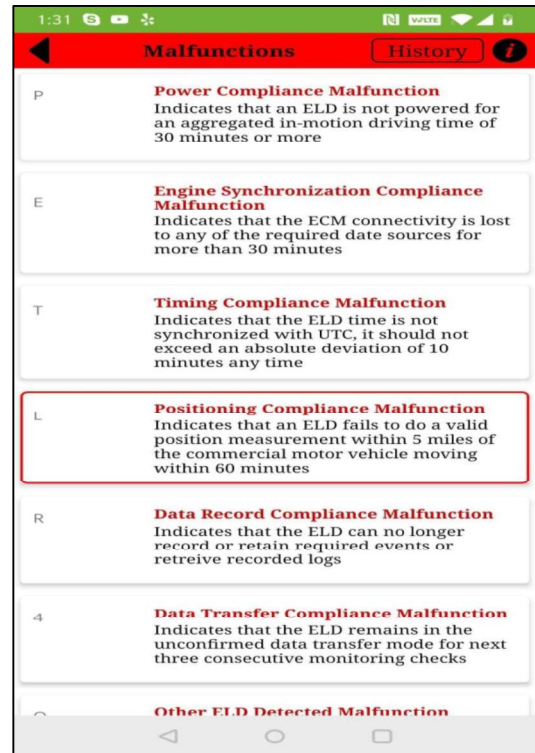 1:31
VoLTE
Malfunctions History i
P Power Compliance Malfunction
Indicates that an ELD is not powered for
an aggregated in-motion driving time of
30 minutes or more
E Engine Synchronization Compliance
Malfunction
Indicates that the ECM connectivity is lost
to any of the required date sources for
more than 30 minutes
T Timing Compliance Malfunction
Indicates that the ELD time is not
synchronized with UTC, it should not
exceed an absolute deviation of 10
minutes any time
L Positioning Compliance Malfunction
Indicates that an ELD fails to do a valid
position measurement within 5 miles of
the commercial motor vehicle moving
within 60 minutes
R Data Record Compliance Malfunction
Indicates that the ELD can no longer
record or retain required events or
retreive recorded logs
4 Data Transfer Compliance Malfunction
Indicates that the ELD remains in the
unconfirmed data transfer mode for next
three consecutive monitoring checks
Other ELD Detected Malfunction